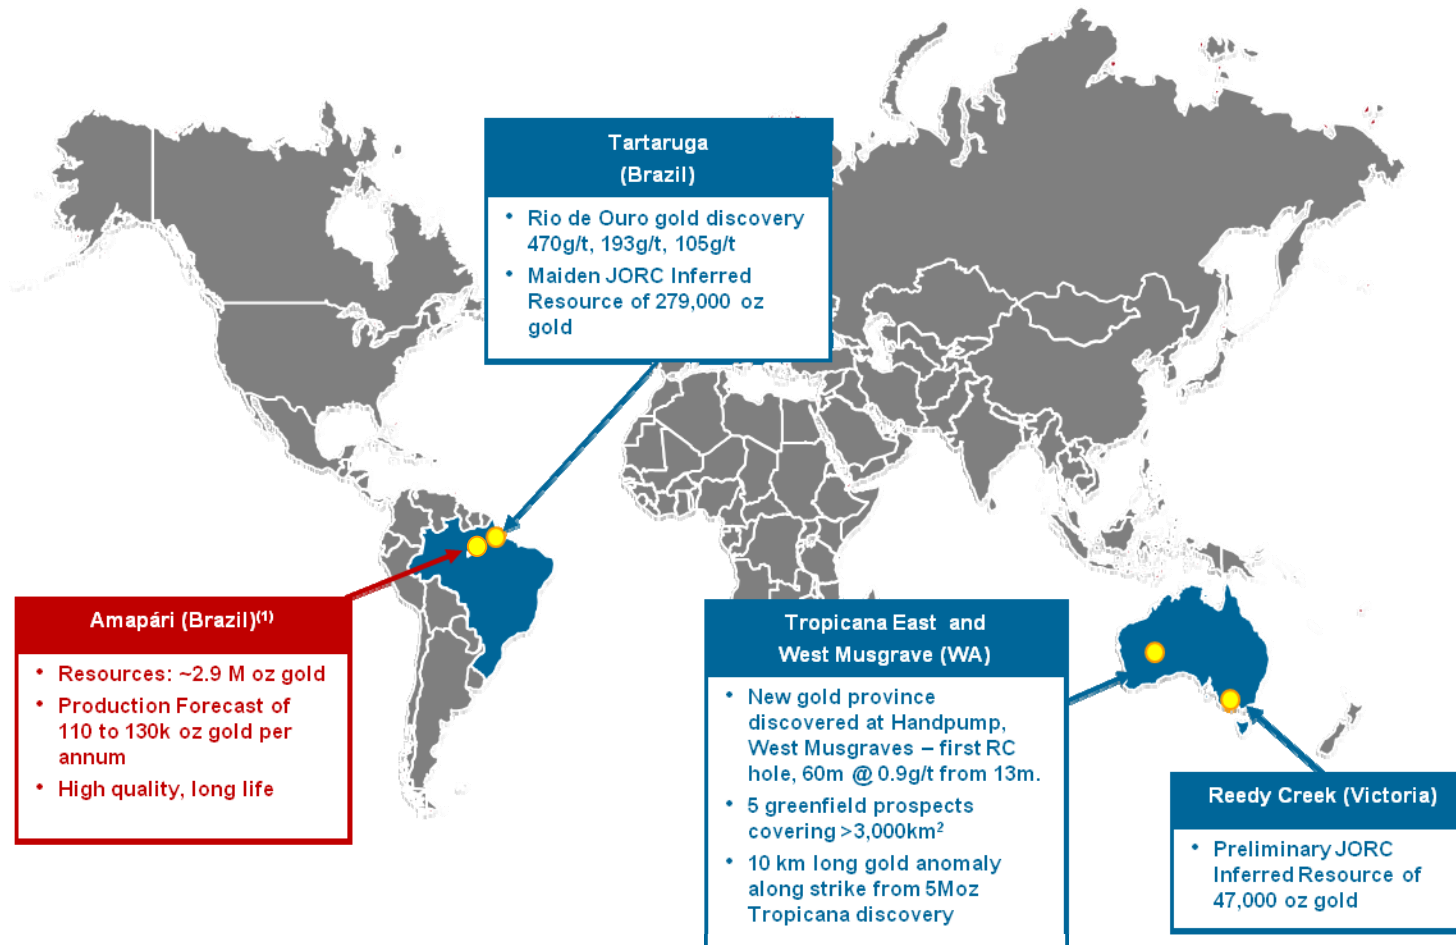 Tartaruga
(Brazil)
• Rio de Ouro gold discovery
470g/t, 193g/t, 105g/t
• Maiden JORC Inferred
Resource of 279,000 oz
gold
Amapári (Brazil)⁽¹⁾
• Resources: ~2.9 M oz gold
• Production Forecast of
110 to 130k oz gold per
annum
• High quality, long life
Tropicana East and
West Musgrave (WA)
• New gold province
discovered at Handpump,
West Musgraves – first RC
hole, 60m @ 0.9g/t from 13m.
• 5 greenfield prospects
covering >3,000km²
• 10 km long gold anomaly
along strike from 5Moz
Tropicana discovery
Reedy Creek (Victoria)
• Preliminary JORC
Inferred Resource of
47,000 oz gold